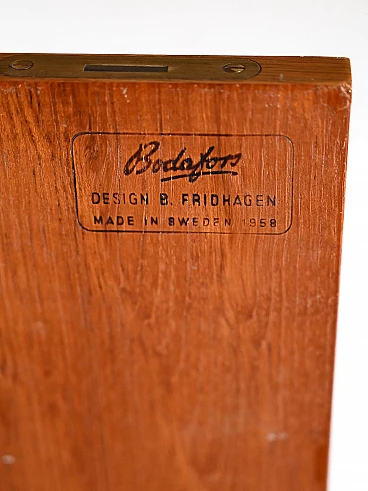 Bodafors
DESIGN B. FRIDHAGEN
MADE IN SWEDEN 1958